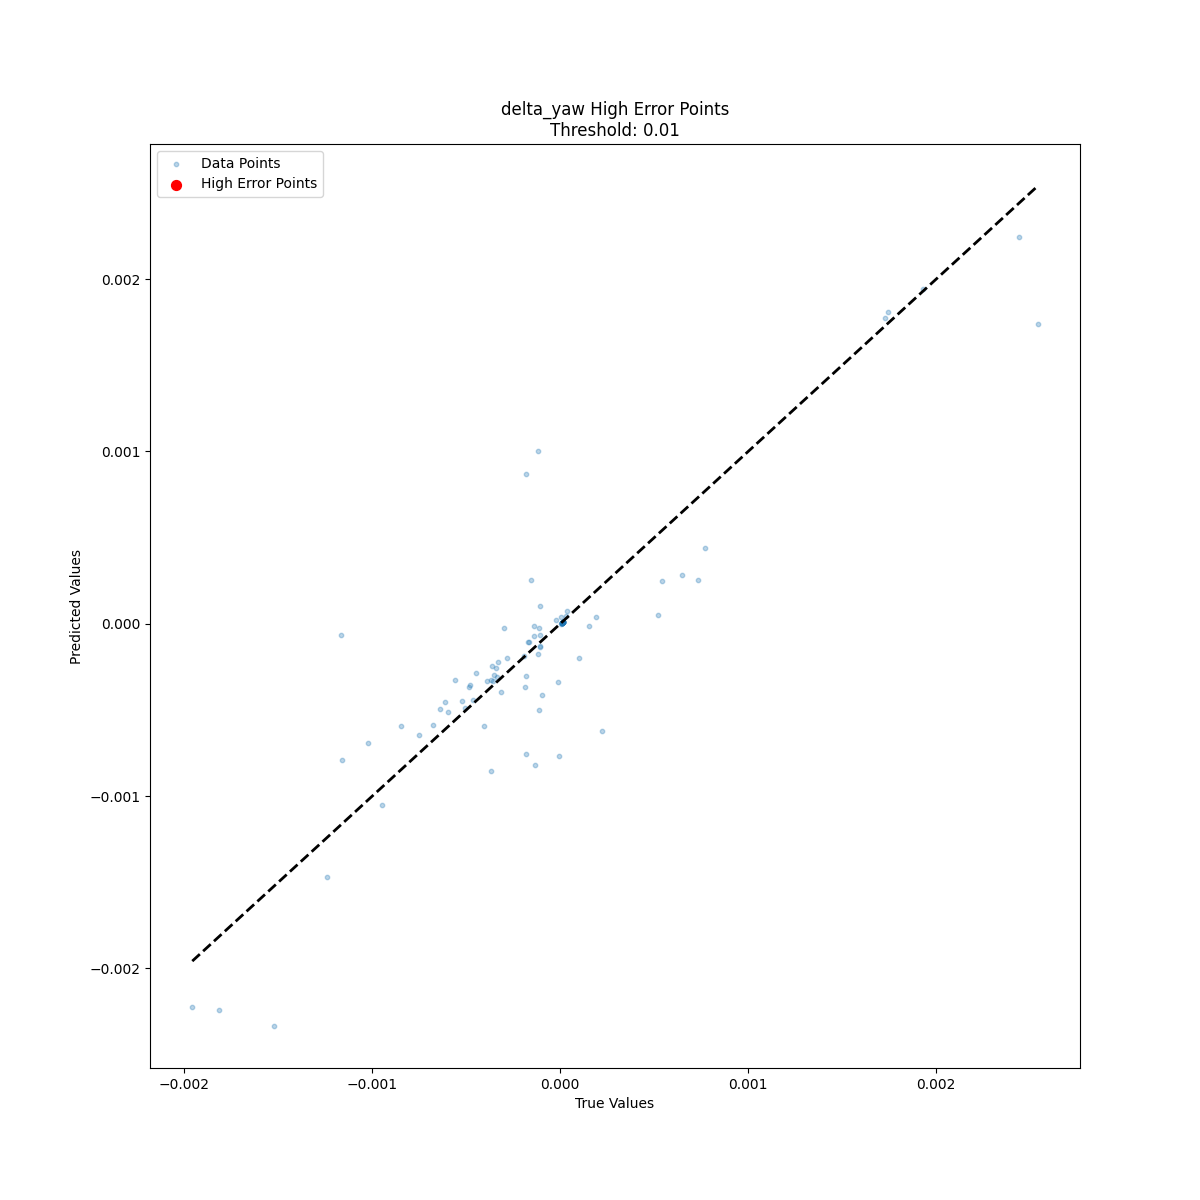 delta_yaw High Error Points
Threshold: 0.01
Data Points
High Error Points
0.002
0.001
0.000
−0.001
−0.002
Predicted Values
−0.002
−0.001
0.000
0.001
0.002
True Values